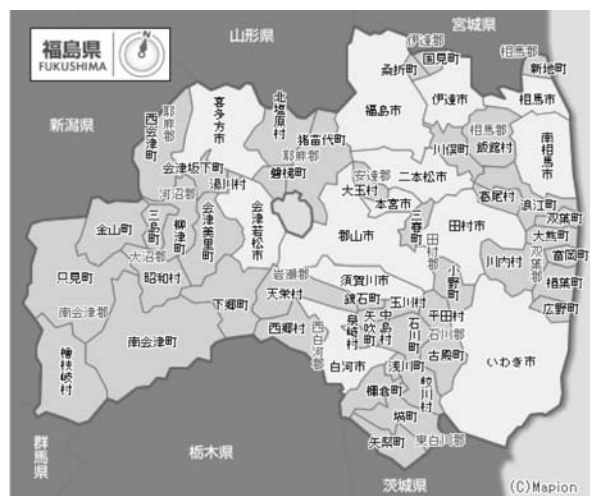 福島県
FUKUSHIMA
山形県
宮城県
新潟県
群馬県
栃木県
茨城県
伊達郡
国見町
桑折町
相馬郡
新地町
福島市
伊達市
相馬市
南相馬市
相馬郡
飯舘村
川俣町
北塩原村
喜多方市
耶麻郡
西会津町
猪苗代町
耶麻郡
磐梯町
会津坂下町
湯川村
河沼郡
安達郡
二本松市
大玉村
本宮市
葛尾村
浪江町
双葉町
大熊町
富岡町
双葉郡
楢葉町
広野町
川内村
田村市
三春町
田村郡
小野町
郡山市
会津若松市
会津美里町
柳津町
三島町
金山町
大沼郡
昭和村
只見町
南会津郡
南会津町
檜枝岐村
下郷町
岩瀬郡
天栄村
須賀川市
鏡石町
玉川村
平田村
石川郡
古殿町
石川町
浅川町
中島村
矢吹町
泉崎村
西郷村
西白河郡
白河市
棚倉町
塙町
鮫川村
矢祭町
東白川郡
いわき市
(C)Mapion